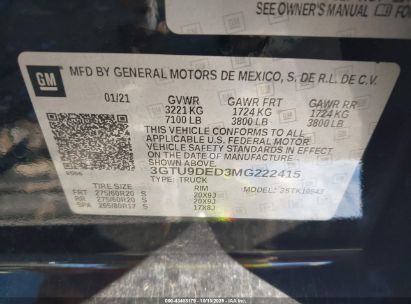 SEE OWNER'S MANUAL
GM
MFD BY GENERAL MOTORS DE MEXICO, S. DE R.L. DE C.V.
01/21 GVWR GAWR FRT GAWR RR
3221 KG 1724 KG 1724 KG
7100 LB 3800 LB 3800 LB
THIS VEHICLE CONFORMS TO ALL APPLICABLE
U.S. FEDERAL MOTOR VEHICLE SAFETY
STANDARDS IN EFFECT ON THE DATE OF MANUFACTURE
SHOWN ABOVE.
3GTU9DED3MG222415
TYPE: TRUCK MODEL:
TIRE SIZE RIM
FRT 275/60R20 S 20X9J
RR 275/60R20 S 20X9J
SPA 265/80R17 S 17X8J